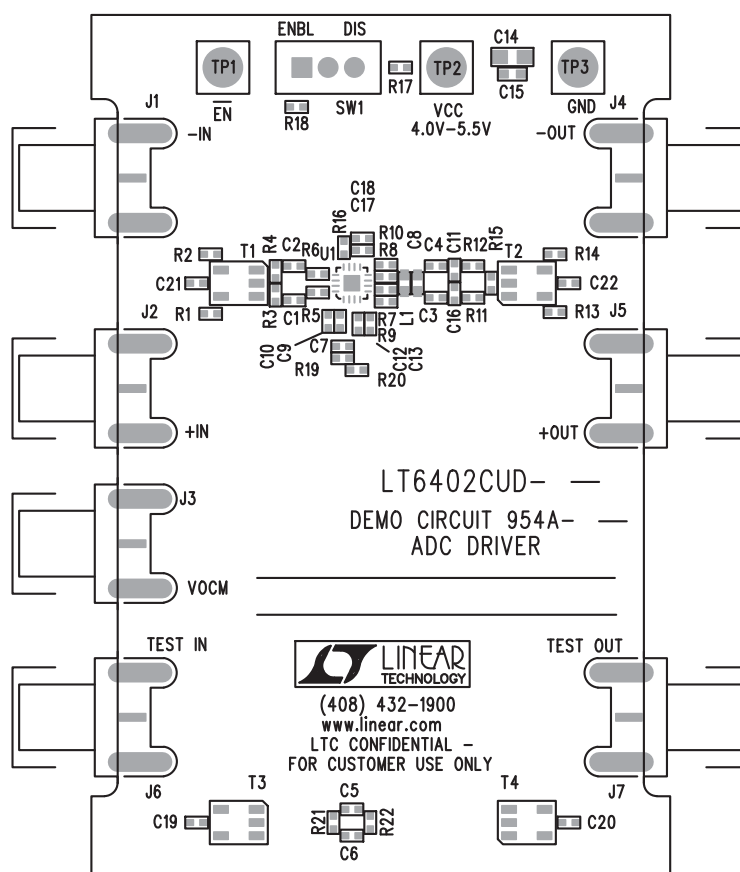 ENBL DIS
C14
TP1
TP2
TP3
R17
C15
J1
EN
R18
SW1
VCC
4.0V-5.5V
GND
J4
-IN
-OUT
C18
C17
R16
R10
R8
C8
C4
C11
R12
R15
T2
R14
R2
T1
R4
C2
R6
U1
C21
C22
R1
R3
C1
R5
R7
R9
L1
C3
C16
R11
R13
J2
J5
C10
C9
C7
C12
C13
R19
R20
+IN
+OUT
LT6402CUD- —
J3
DEMO CIRCUIT 954A- —
ADC DRIVER
VOCM
TEST IN
TEST OUT
LINEAR
TECHNOLOGY
(408) 432-1900
www.linear.com
LTC CONFIDENTIAL -
FOR CUSTOMER USE ONLY
J6
T3
C5
T4
J7
C19
R21
R22
C20
C6